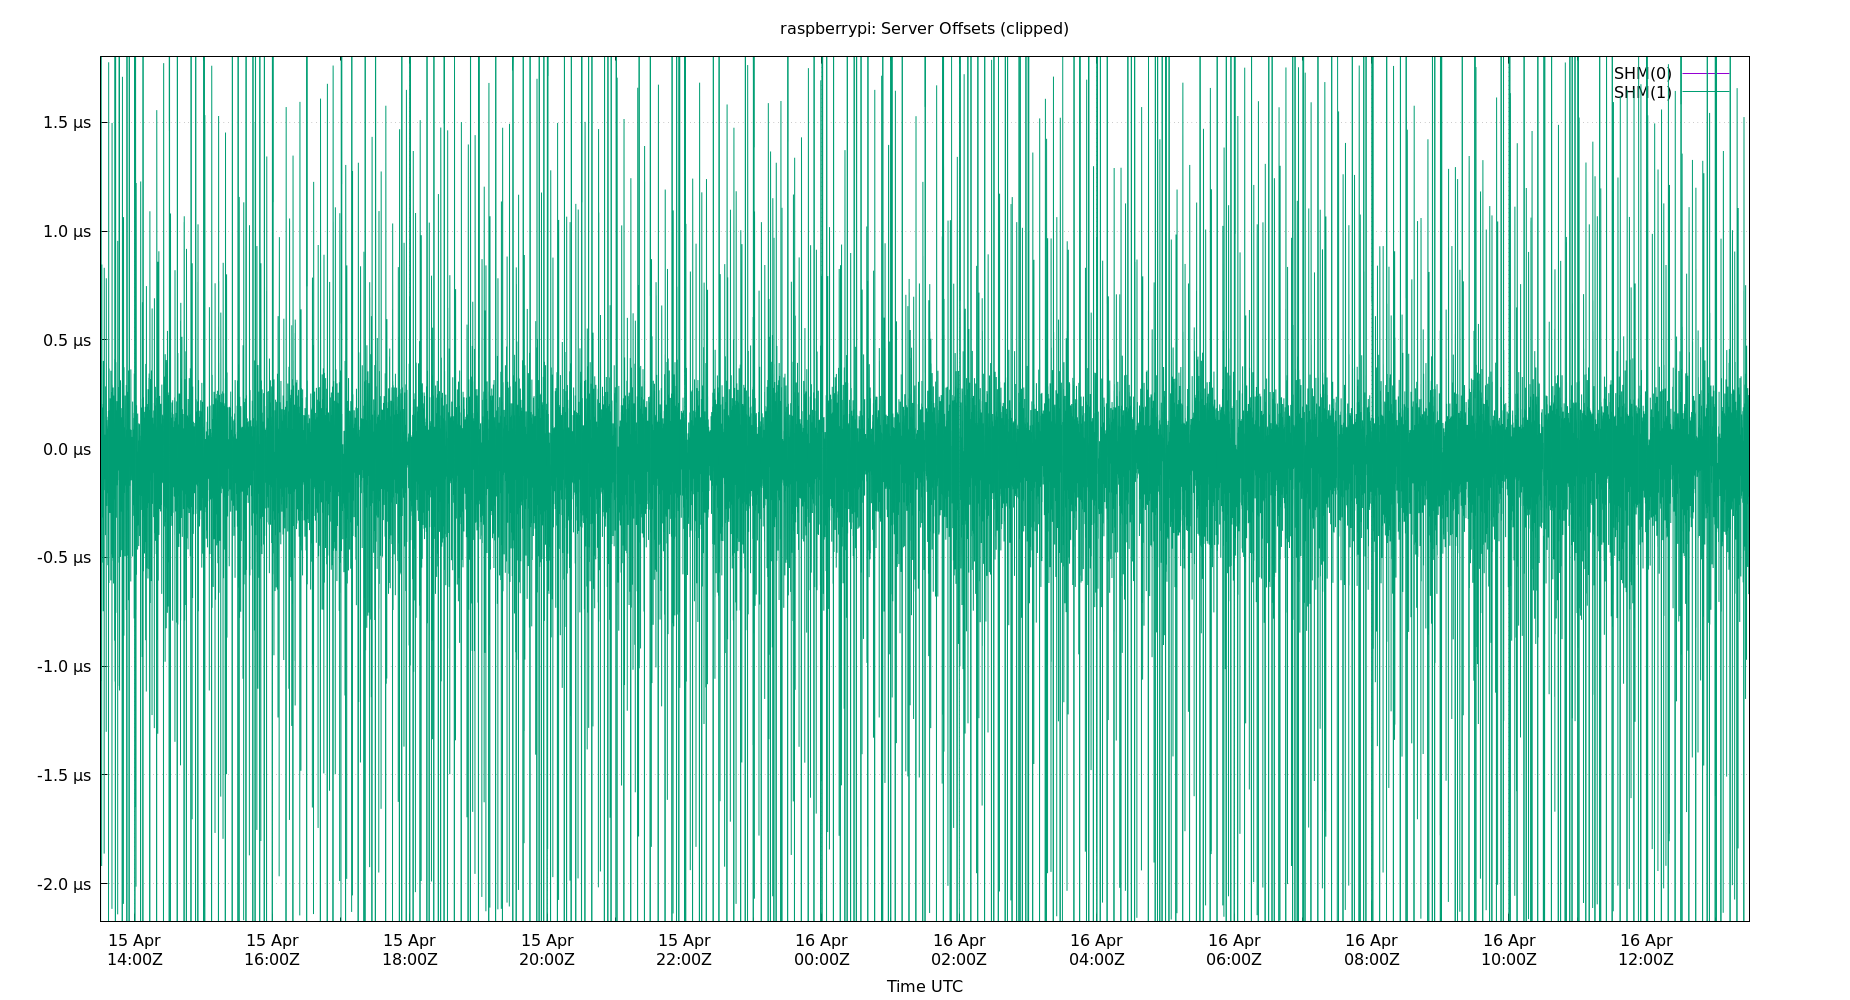 raspberrypi: Server Offsets (clipped)
SHM(0)
SHM(1)
1.5 µs
1.0 µs
0.5 µs
0.0 µs
-0.5 µs
-1.0 µs
-1.5 µs
-2.0 µs
15 Apr 15 Apr 15 Apr 15 Apr 15 Apr 16 Apr 16 Apr 16 Apr 16 Apr 16 Apr 16 Apr 16 Apr
14:00Z 16:00Z 18:00Z 20:00Z 22:00Z 00:00Z 02:00Z 04:00Z 06:00Z 08:00Z 10:00Z 12:00Z
Time UTC